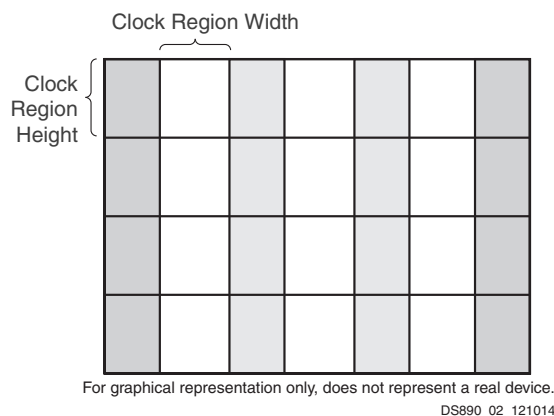 Clock Region Width
Clock
Region
Height
For graphical representation only, does not represent a real device.
DS890_02_121014